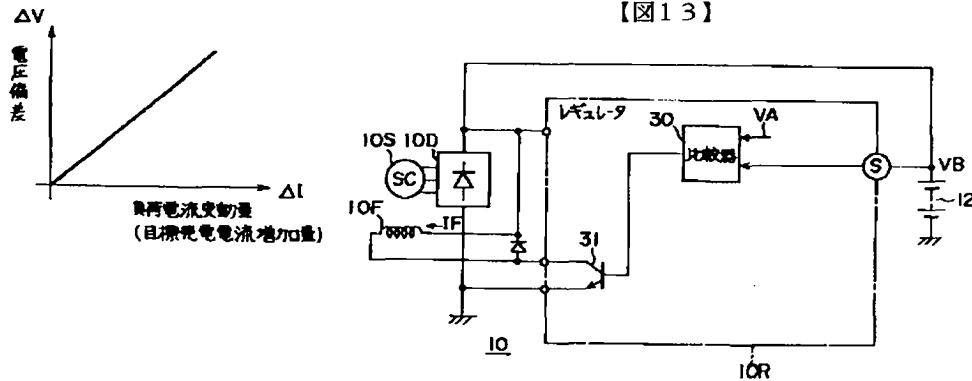 ΔV
電圧偏差
ΔI
負荷電流変動量
(目標発電電流増加量)
【図13】
レギュレータ
30
VA
比較器
10S
10D
SC
S
VB
12
10F
IF
31
10
10R